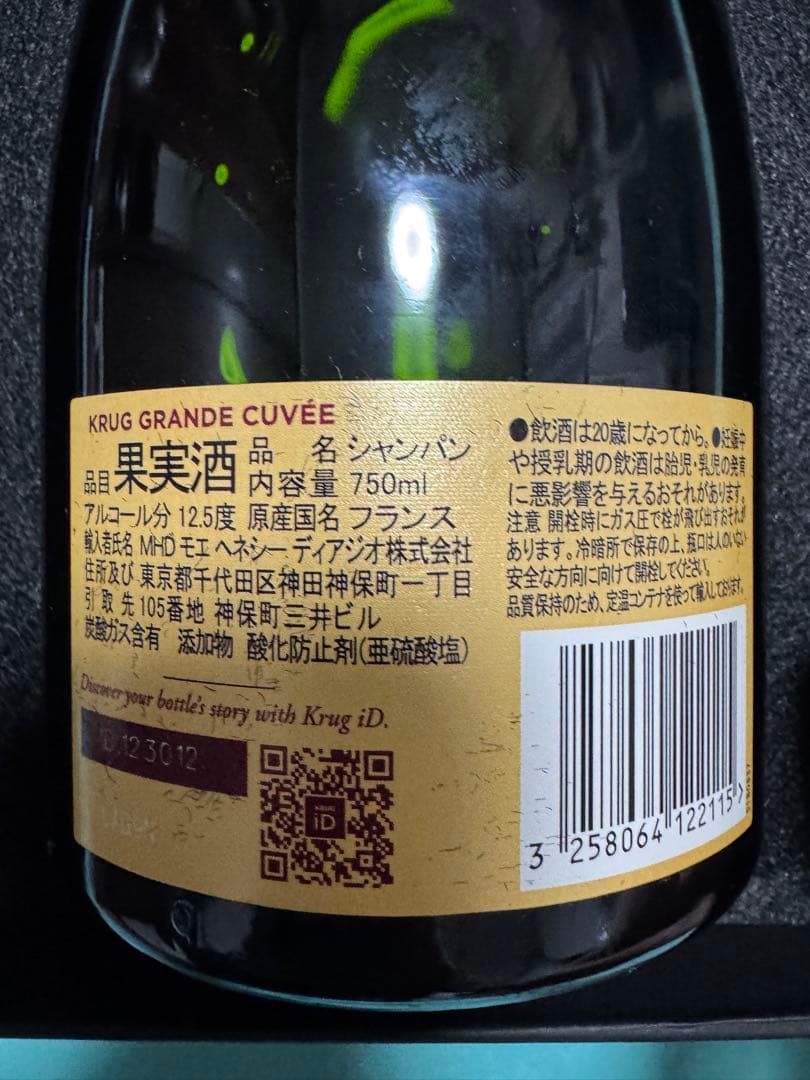 KRUG GRANDE CUVÉE
品目 果実酒 品名 シャンパン
内容量 750ml
アルコール分 12.5度 原産国名 フランス
輸入者氏名 MHD モエ ヘネシー ディアジオ株式会社
住所及び 東京都千代田区神田神保町一丁目
引取先 105番地 神保町三井ビル
炭酸ガス含有 添加物 酸化防止剤(亜硫酸塩)
Discover your bottle's story with Krug iD.
123012
KRUG
iD
●飲酒は20歳になってから。●妊娠中
や授乳期の飲酒は胎児・乳児の発育
に悪影響を与えるおそれがあります。
注意 開栓時にガス圧で栓が飛び出すおそれが
あります。冷暗所で保存の上、瓶口は人のいない
安全な方向に向けて開栓してください。
品質保持のため、定温コンテナを使って輸入しております。
3 258064 122115 >